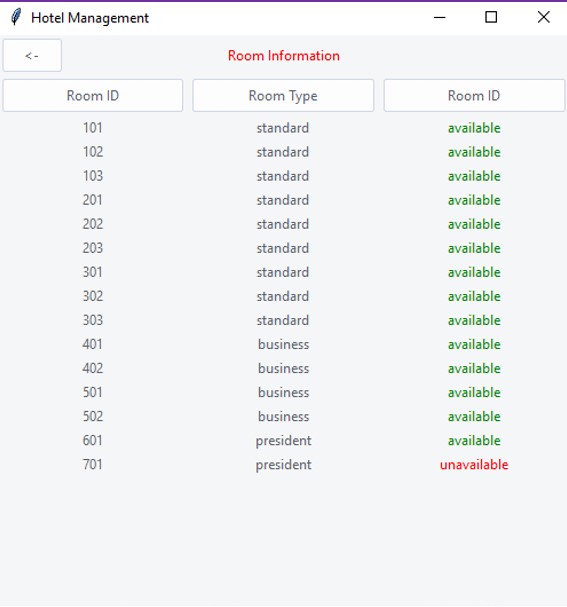 Hotel Management
<- Room Information
Room ID Room Type Room ID
101 standard available
102 standard available
103 standard available
201 standard available
202 standard available
203 standard available
301 standard available
302 standard available
303 standard available
401 business available
402 business available
501 business available
502 business available
601 president available
701 president unavailable